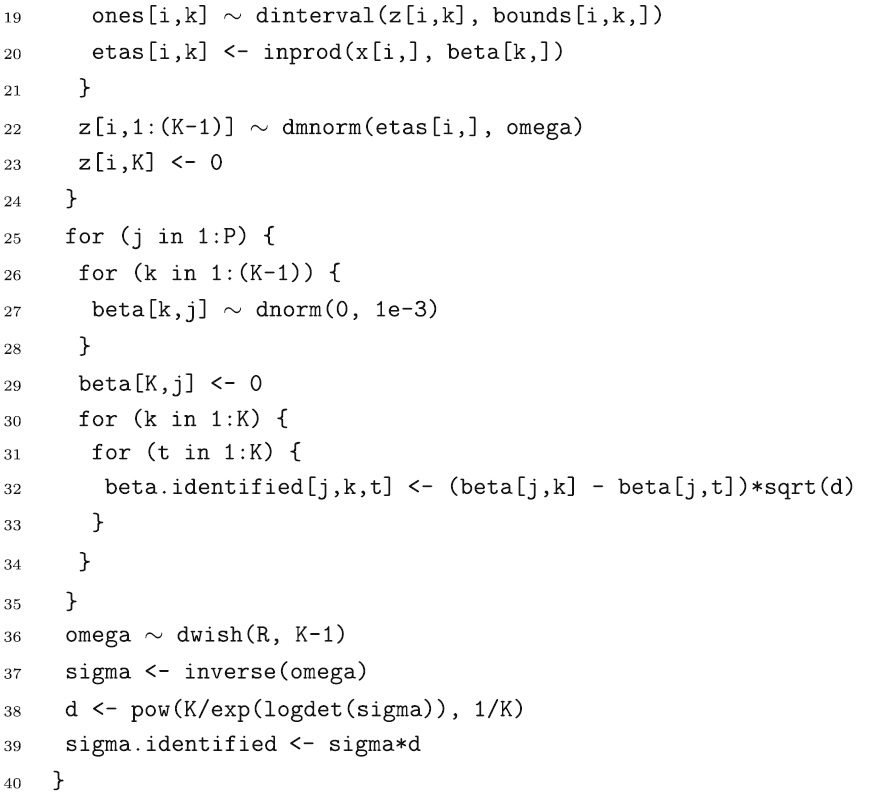 19 ones[i,k] ∼ dinterval(z[i,k], bounds[i,k,])
20 etas[i,k] <- inprod(x[i,], beta[k,])
21 }
22 z[i,1:(K-1)] ∼ dmnorm(etas[i,], omega)
23 z[i,K] <- 0
24 }
25 for (j in 1:P) {
26 for (k in 1:(K-1)) {
27 beta[k,j] ∼ dnorm(0, 1e-3)
28 }
29 beta[K,j] <- 0
30 for (k in 1:K) {
31 for (t in 1:K) {
32 beta.identified[j,k,t] <- (beta[j,k] - beta[j,t])*sqrt(d)
33 }
34 }
35 }
36 omega ∼ dwish(R, K-1)
37 sigma <- inverse(omega)
38 d <- pow(K/exp(logdet(sigma)), 1/K)
39 sigma.identified <- sigma*d
40 }